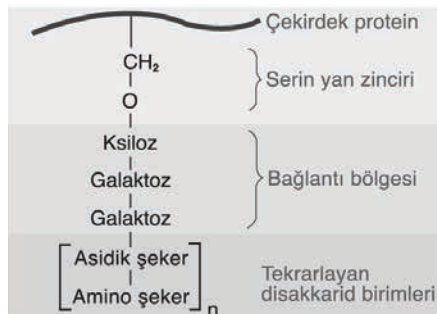 Çekirdek protein
CH₂
Serin yan zinciri
O
Ksiloz
Galaktoz
Bağlantı bölgesi
Galaktoz
Asidik şeker
Amino şeker
n
Tekrarlayan
disakkarid birimleri